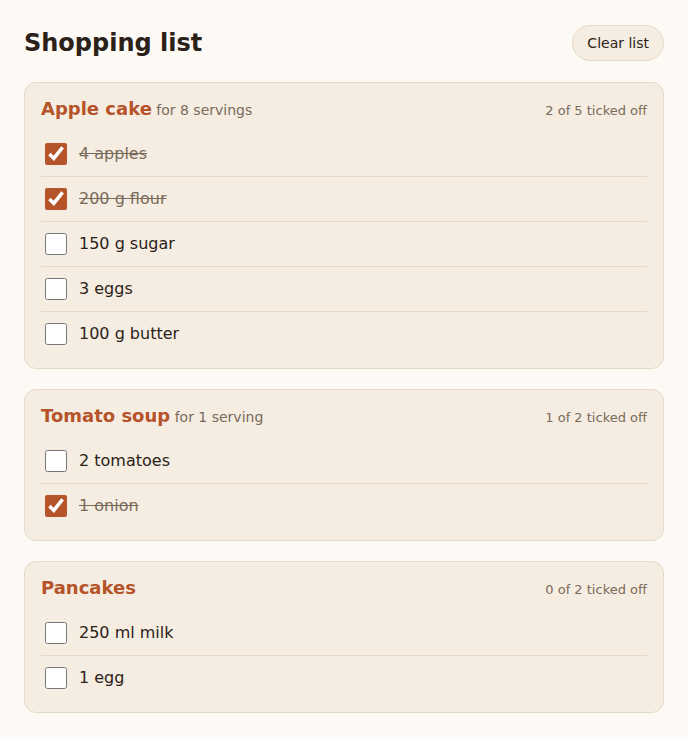 Shopping list
Clear list
Apple cake for 8 servings
2 of 5 ticked off
4 apples
200 g flour
150 g sugar
3 eggs
100 g butter
Tomato soup for 1 serving
1 of 2 ticked off
2 tomatoes
1 onion
Pancakes
0 of 2 ticked off
250 ml milk
1 egg